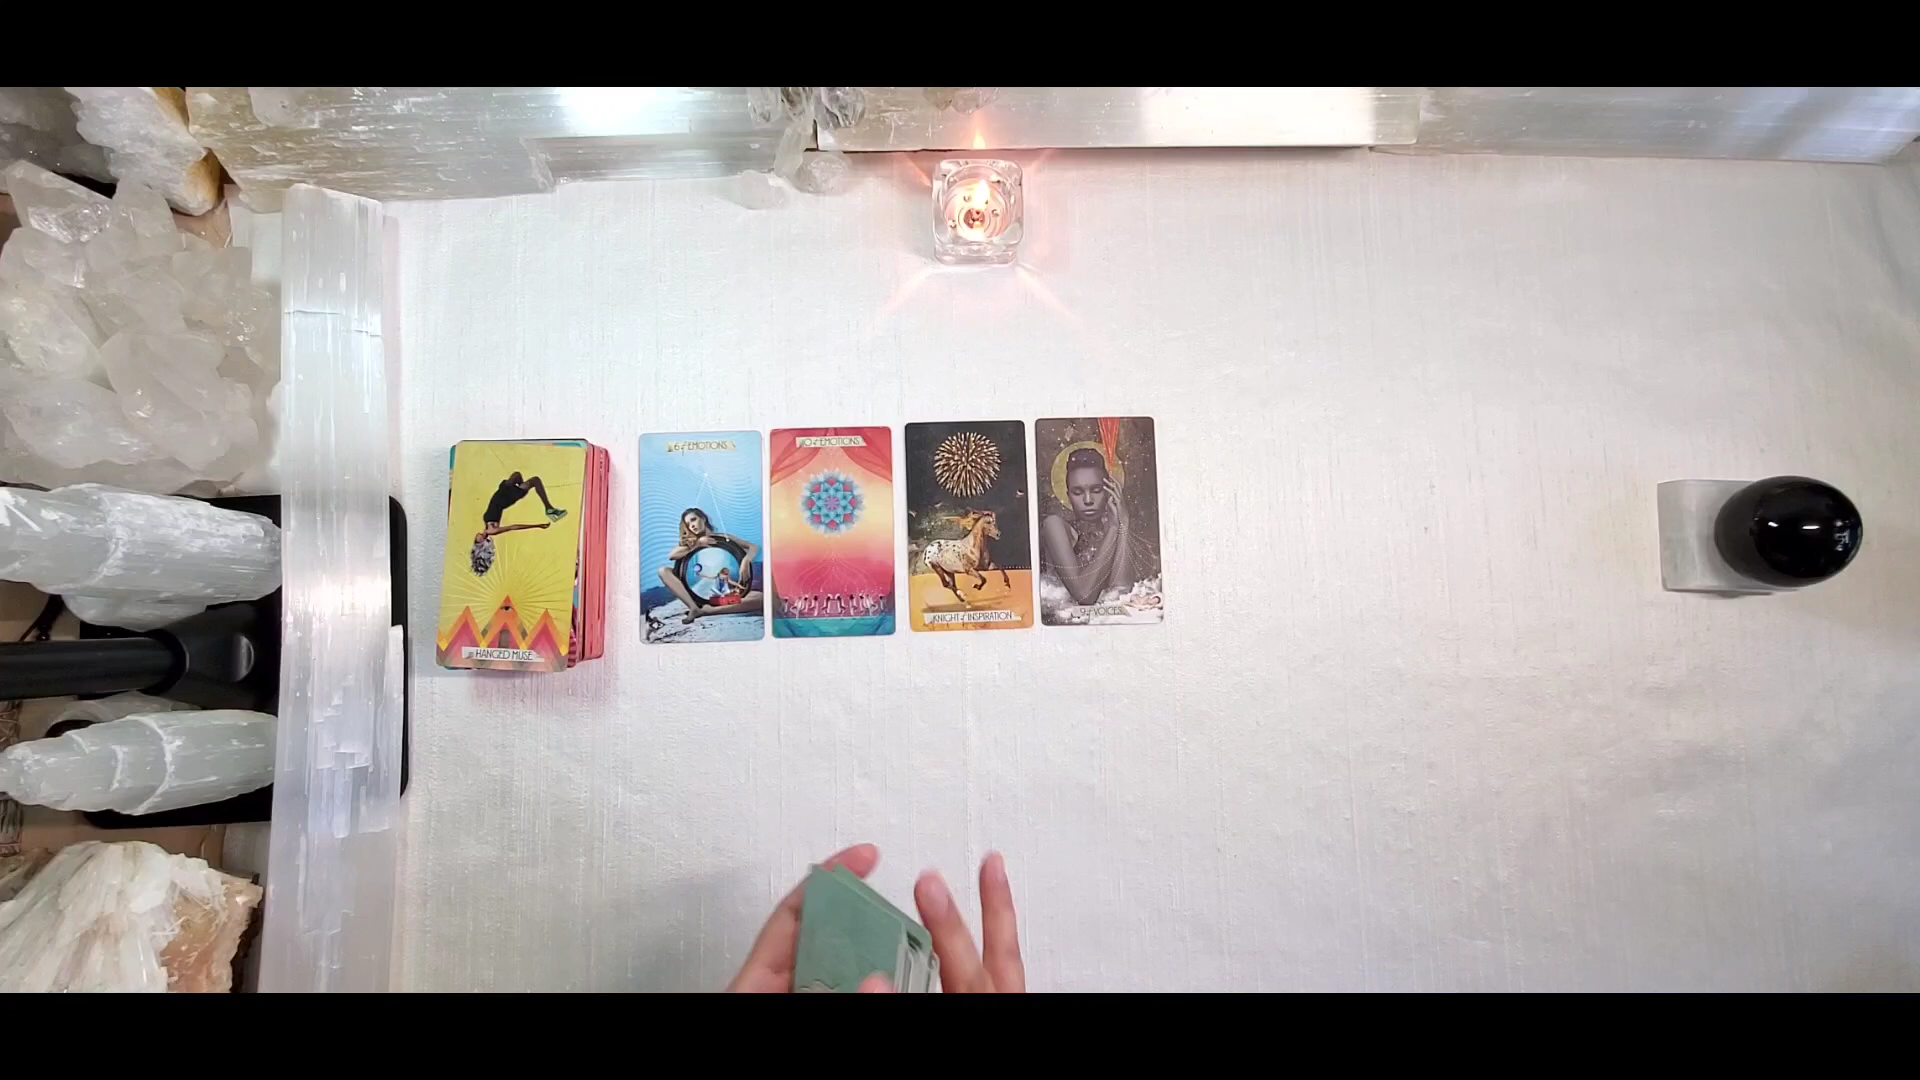 6 of EMOTIONS
10 of EMOTIONS
KNIGHT of INSPIRATION
9 of VOICES
HANGED MUSE